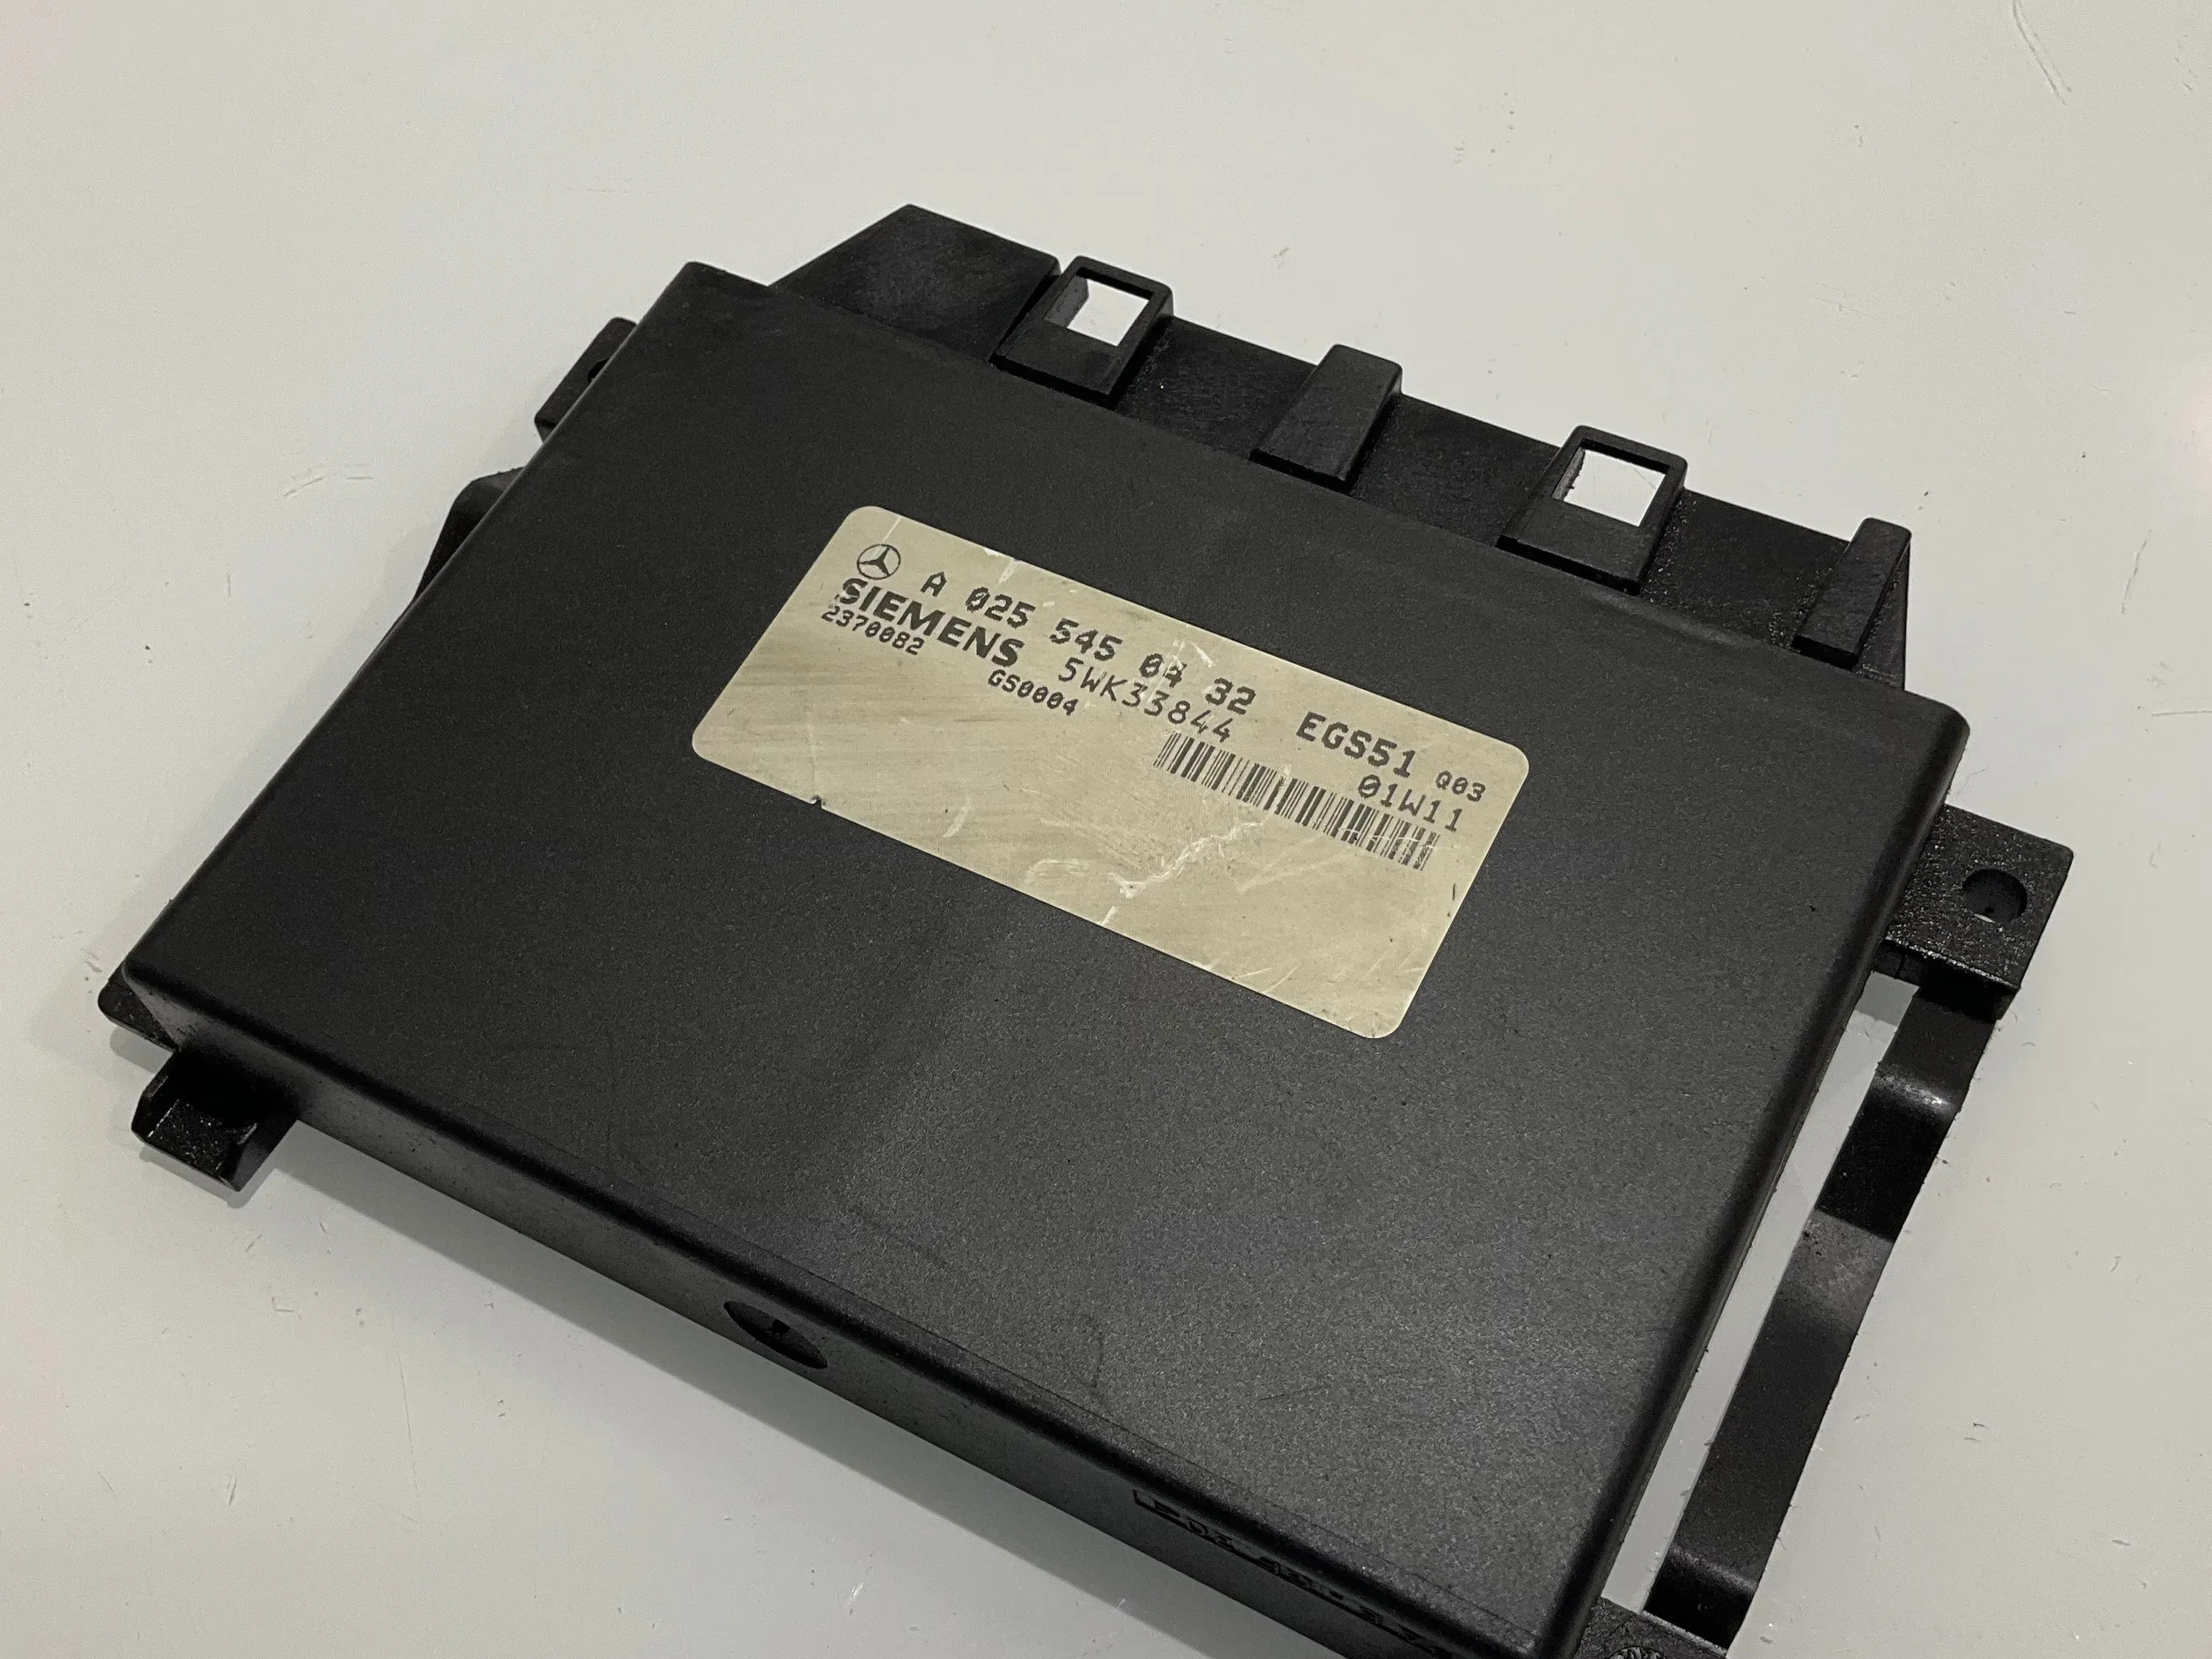 A 025 545 04 32 EGS51 Q03
SIEMENS 5WK33844 01W11
2370082 GS0004